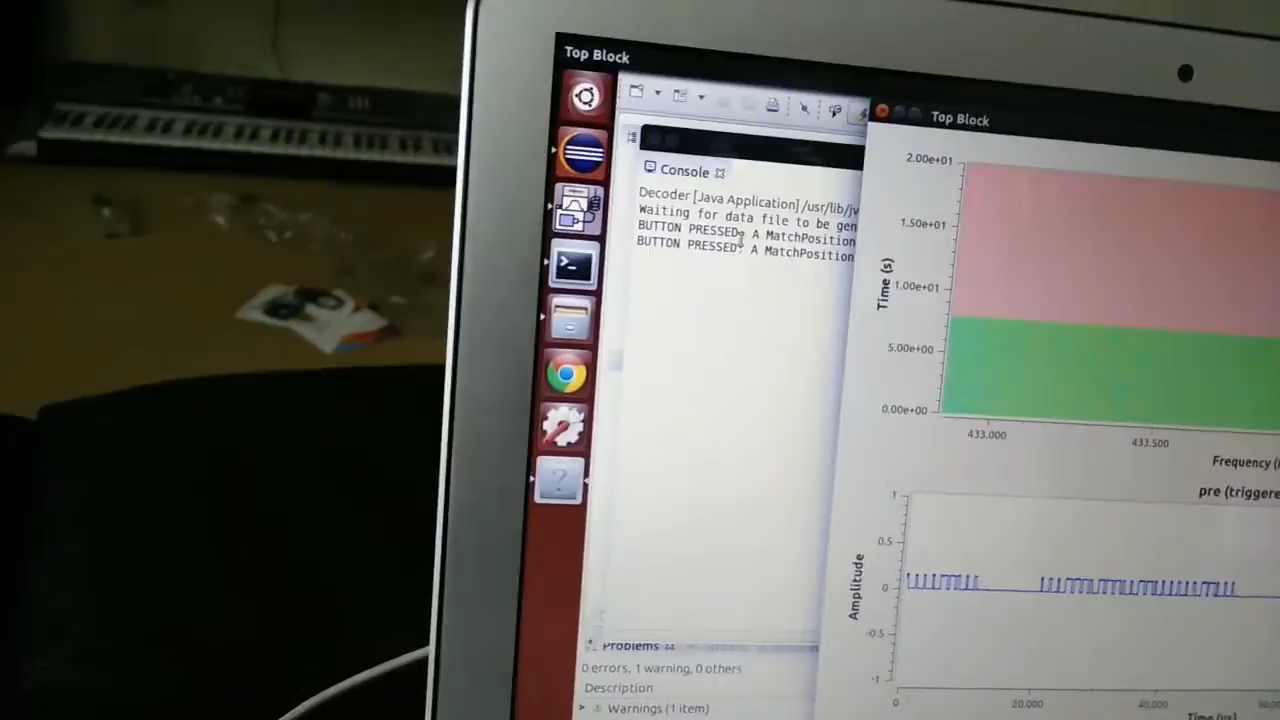 Top Block
Top Block
Console
Decoder [Java Application] /usr/lib/jv
Waiting for data file to be gen
BUTTON PRESSED: A MatchPosition
BUTTON PRESSED: A MatchPosition
2.00e+01
1.50e+01
1.00e+01
5.00e+00
0.00e+00
Time (s)
433.000
433.500
Frequency (
pre (triggere
1
0.5
0
-0.5
-1
Amplitude
0
20.000
40.000
Time (us)
Problems
0 errors, 1 warning, 0 others
Description
Warnings (1 item)